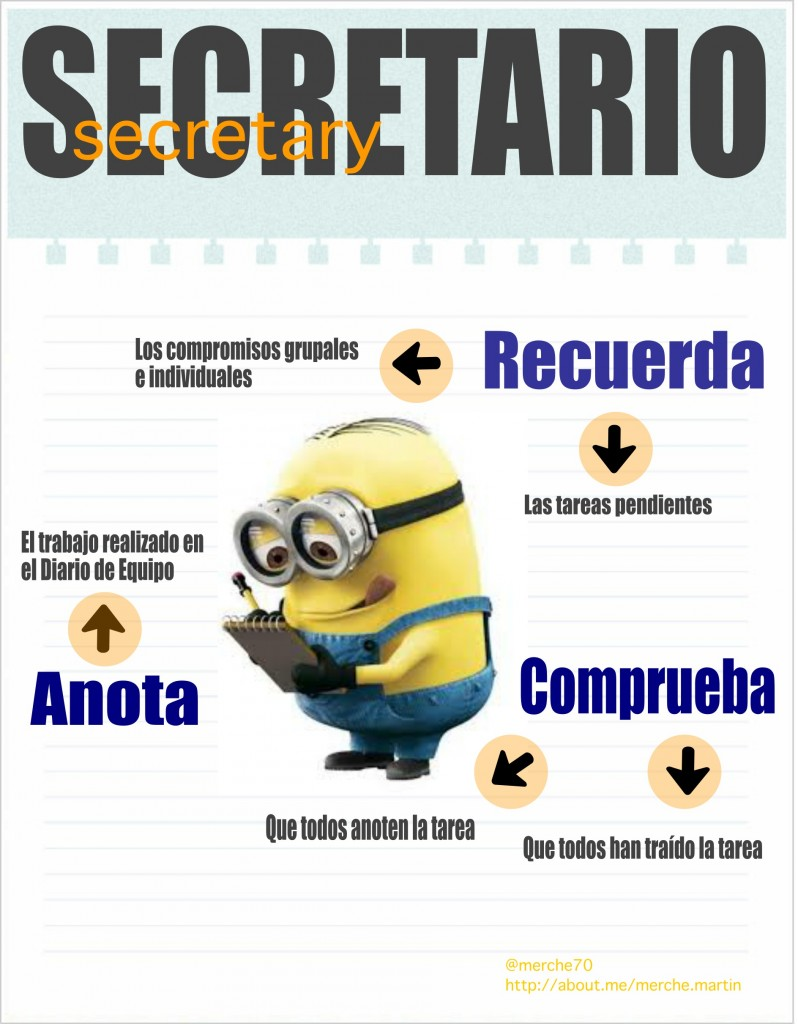 SECRETARIO
secretary
Los compromisos grupales
e individuales
Recuerda
Las tareas pendientes
El trabajo realizado en
el Diario de Equipo
Anota
Comprueba
Que todos anoten la tarea
Que todos han traído la tarea
@merche70
http://about.me/merche.martin